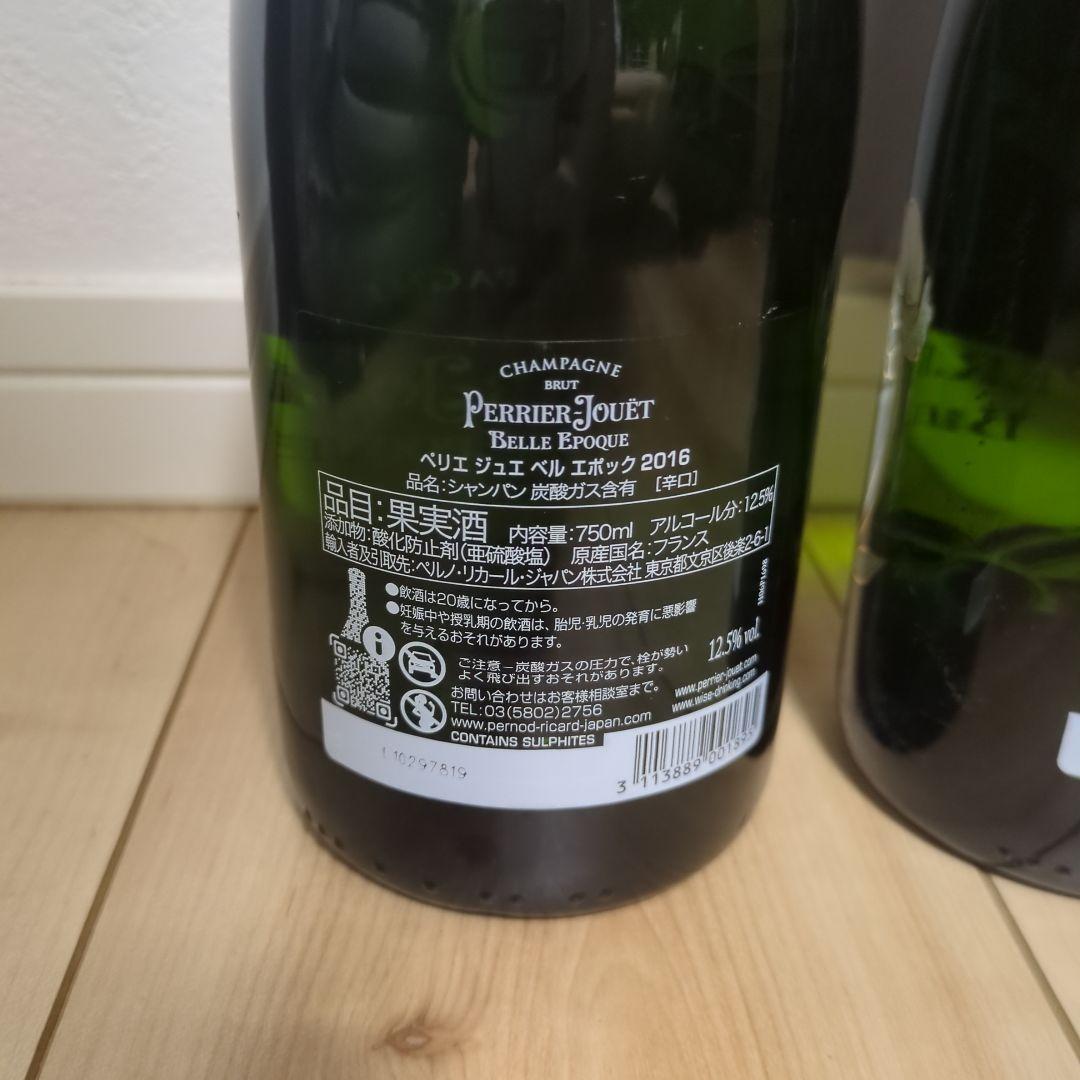 CHAMPAGNE
BRUT
PERRIER-JOUËT
BELLE EPOQUE
ペリエ ジュエ ベル エポック 2016
品名:シャンパン 炭酸ガス含有 [辛口]
品目:果実酒 内容量:750ml アルコール分:12.5%
添加物:酸化防止剤(亜硫酸塩) 原産国名:フランス
輸入者及引取先:ペルノ・リカール・ジャパン株式会社 東京都文京区後楽2-6-1
●飲酒は20歳になってから。
●妊娠中や授乳期の飲酒は、胎児・乳児の発育に悪影響
を与えるおそれがあります。
12.5% vol.
ご注意-炭酸ガスの圧力で、栓が勢い
よく飛び出すおそれがあります。
お問い合わせはお客様相談室まで。
TEL:03(5802)2756
www.pernod-ricard-japan.com
www.perrier-jouet.com
www.wise-drinking.com
CONTAINS SULPHITES
L10297819